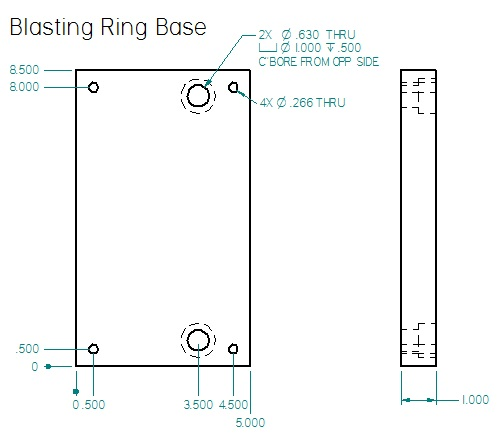 Blasting Ring Base
2X Ø .630 THRU
⌴ Ø 1.000 ↧ .500
C'BORE FROM OPP SIDE
8.500
8.000
4X Ø .266 THRU
.500
0
0 .500 3.500 4.500
5.000
1.000